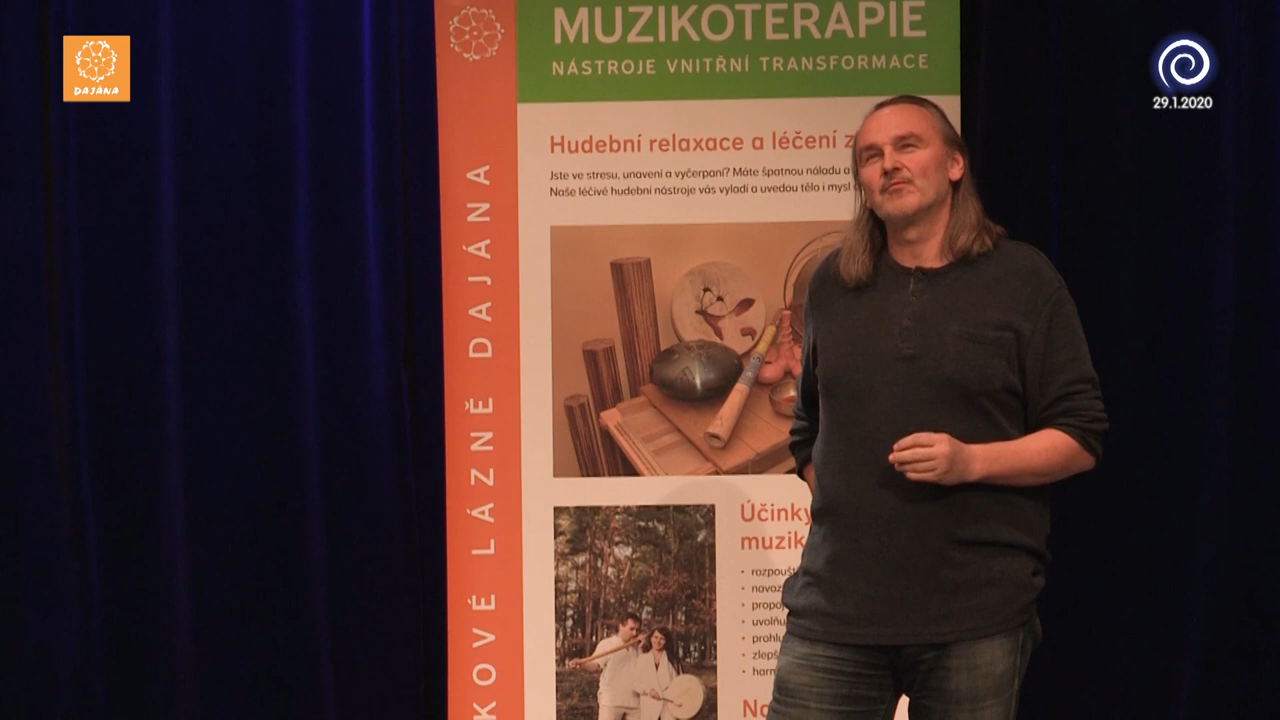 DAJÁNA
29.1.2020
MUZIKOTERAPIE
NÁSTROJE VNITŘNÍ TRANSFORMACE
Hudební relaxace a léčení
Jste ve stresu, unavení a vyčerpaní? Máte špatnou náladu a
Naše léčivé hudební nástroje vás vyladí a uvedou tělo i mysl
KOVÉ LÁZNĚ DAJÁNA
Účinky
muzik
• rozpoušt
• navoz
• propoj
• uvolňu
• prohlu
• zlepš
• harm